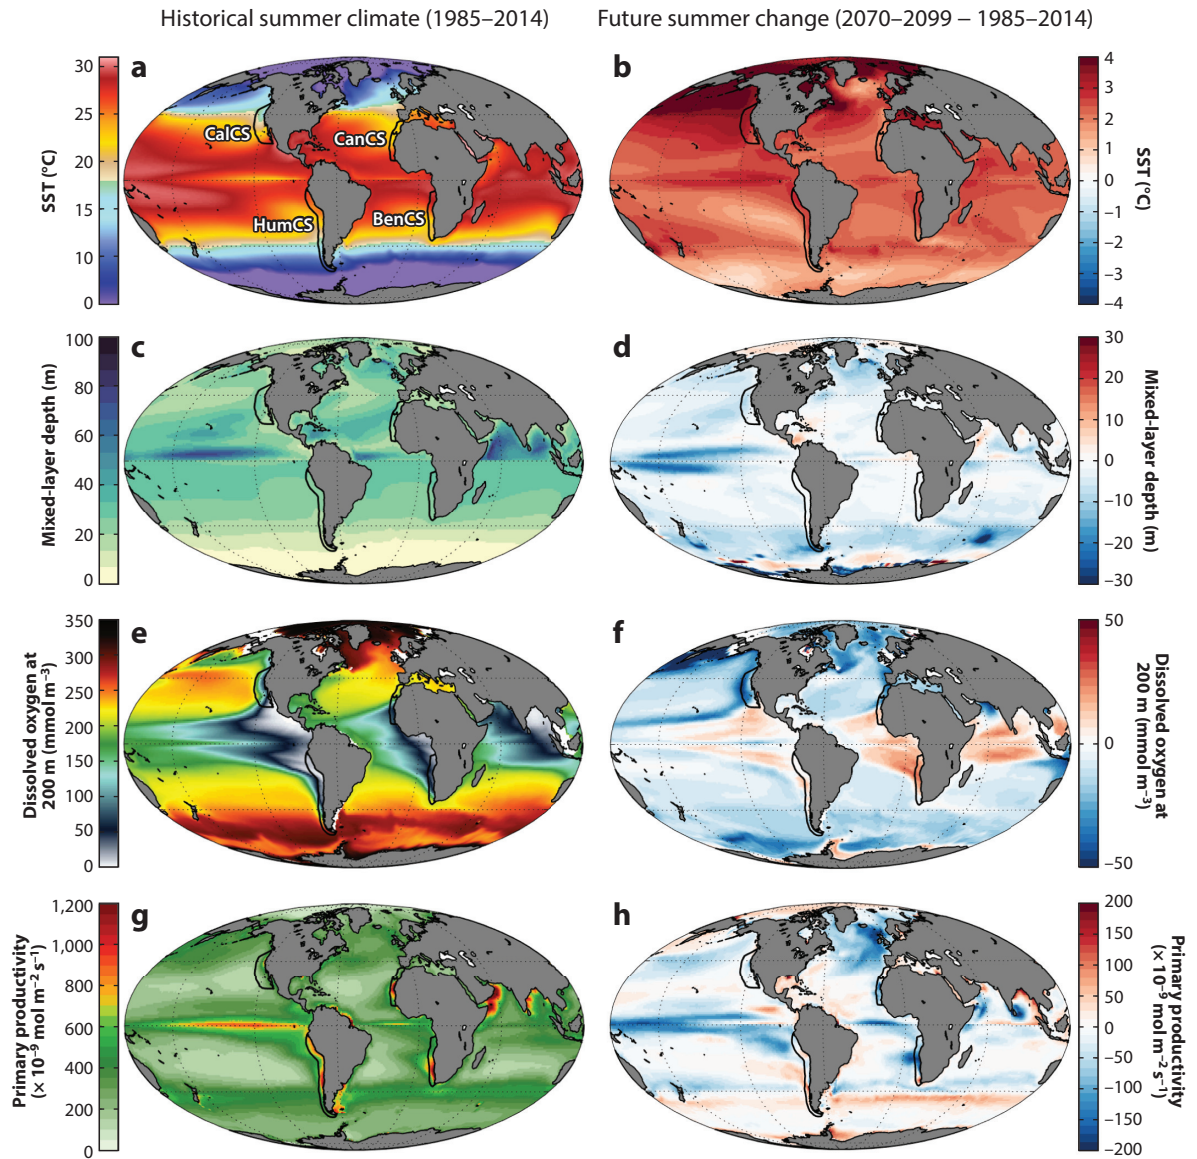 Historical summer climate (1985–2014)
Future summer change (2070–2099 – 1985–2014)
a
SST (°C)
30
25
20
15
10
5
0
CalCS
CanCS
HumCS
BenCS
b
4
3
2
1
0
–1
–2
–3
–4
SST (°C)
c
Mixed-layer depth (m)
100
80
60
40
20
0
d
30
20
10
0
–10
–20
–30
Mixed-layer depth (m)
e
Dissolved oxygen at
200 m (mmol m−3)
350
300
250
200
150
100
50
0
f
50
0
–50
Dissolved oxygen at
200 m (mmol m−3)
g
Primary productivity
(× 10−9 mol m−2 s−1)
1,200
1,000
800
600
400
200
0
h
200
150
100
50
0
–50
–100
–150
–200
Primary productivity
(× 10−9 mol m−2 s−1)